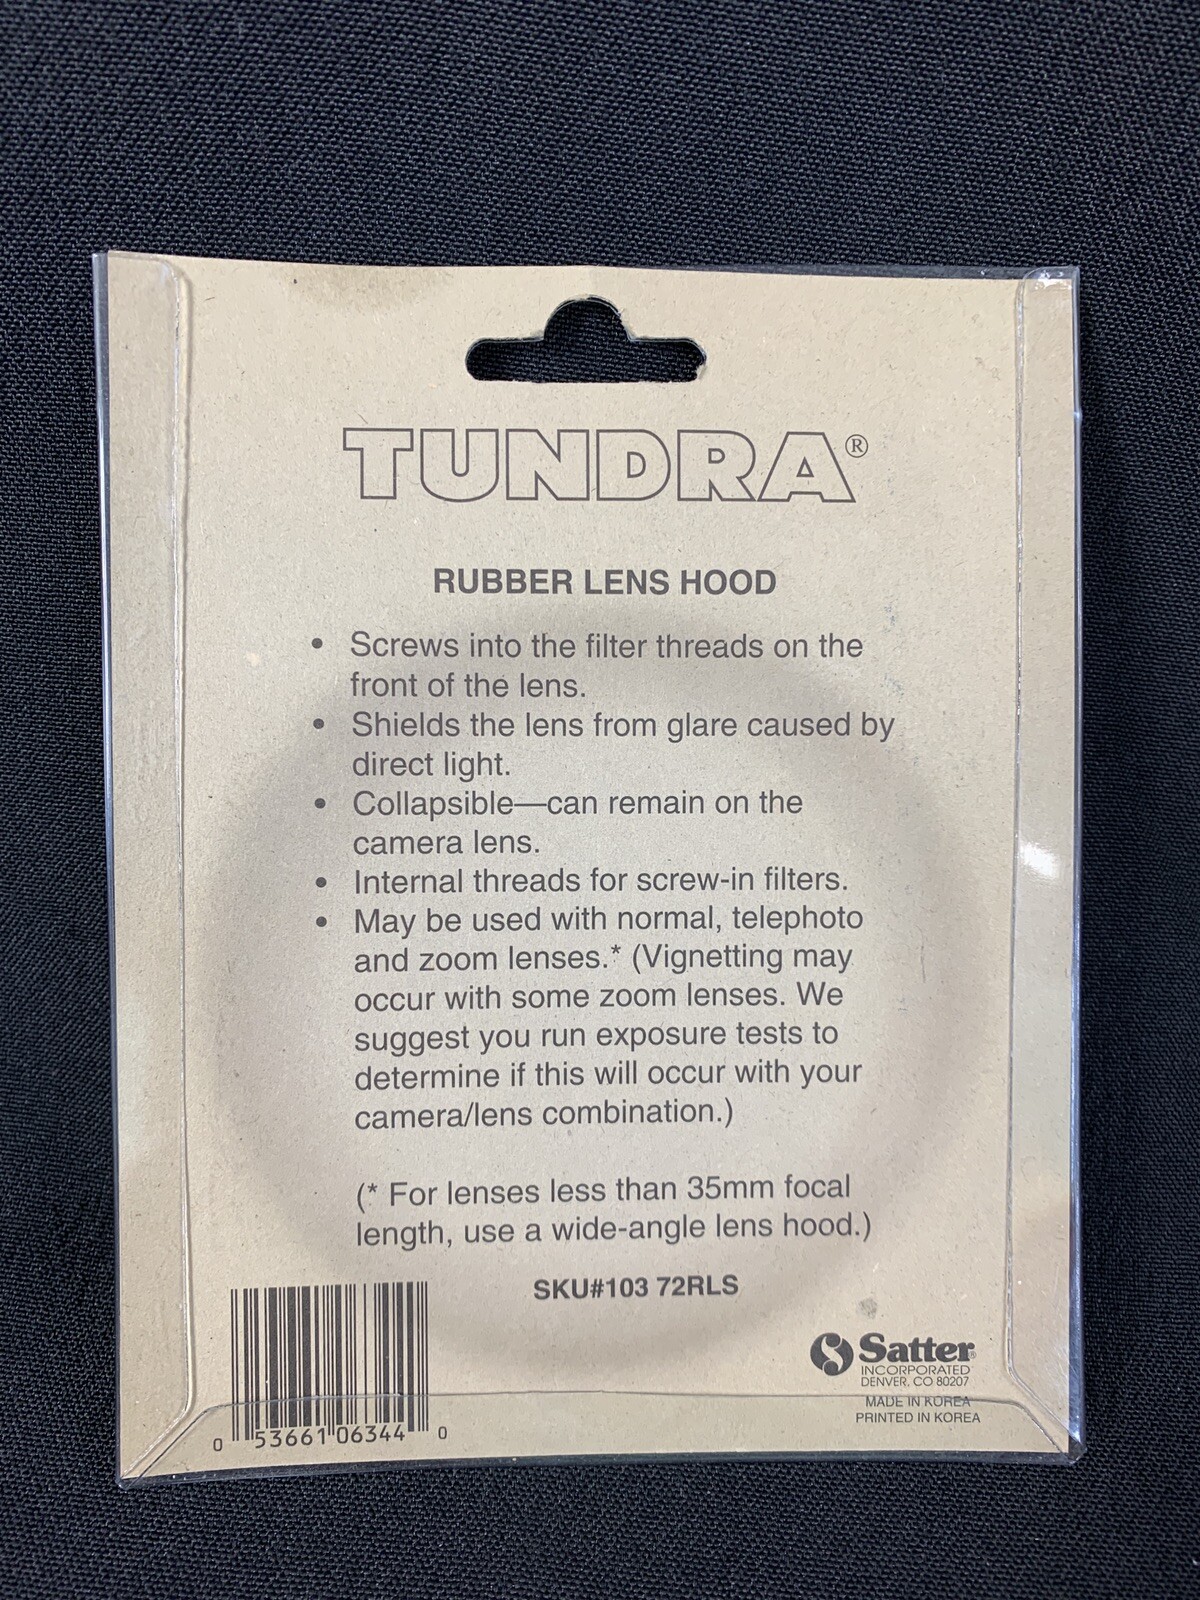 TUNDRA®
RUBBER LENS HOOD
• Screws into the filter threads on the
front of the lens.
• Shields the lens from glare caused by
direct light.
• Collapsible—can remain on the
camera lens.
• Internal threads for screw-in filters.
• May be used with normal, telephoto
and zoom lenses.* (Vignetting may
occur with some zoom lenses. We
suggest you run exposure tests to
determine if this will occur with your
camera/lens combination.)
(* For lenses less than 35mm focal
length, use a wide-angle lens hood.)
SKU#103 72RLS
Satter®
INCORPORATED
DENVER, CO 80207
MADE IN KOREA
PRINTED IN KOREA
0 53661 06344 0